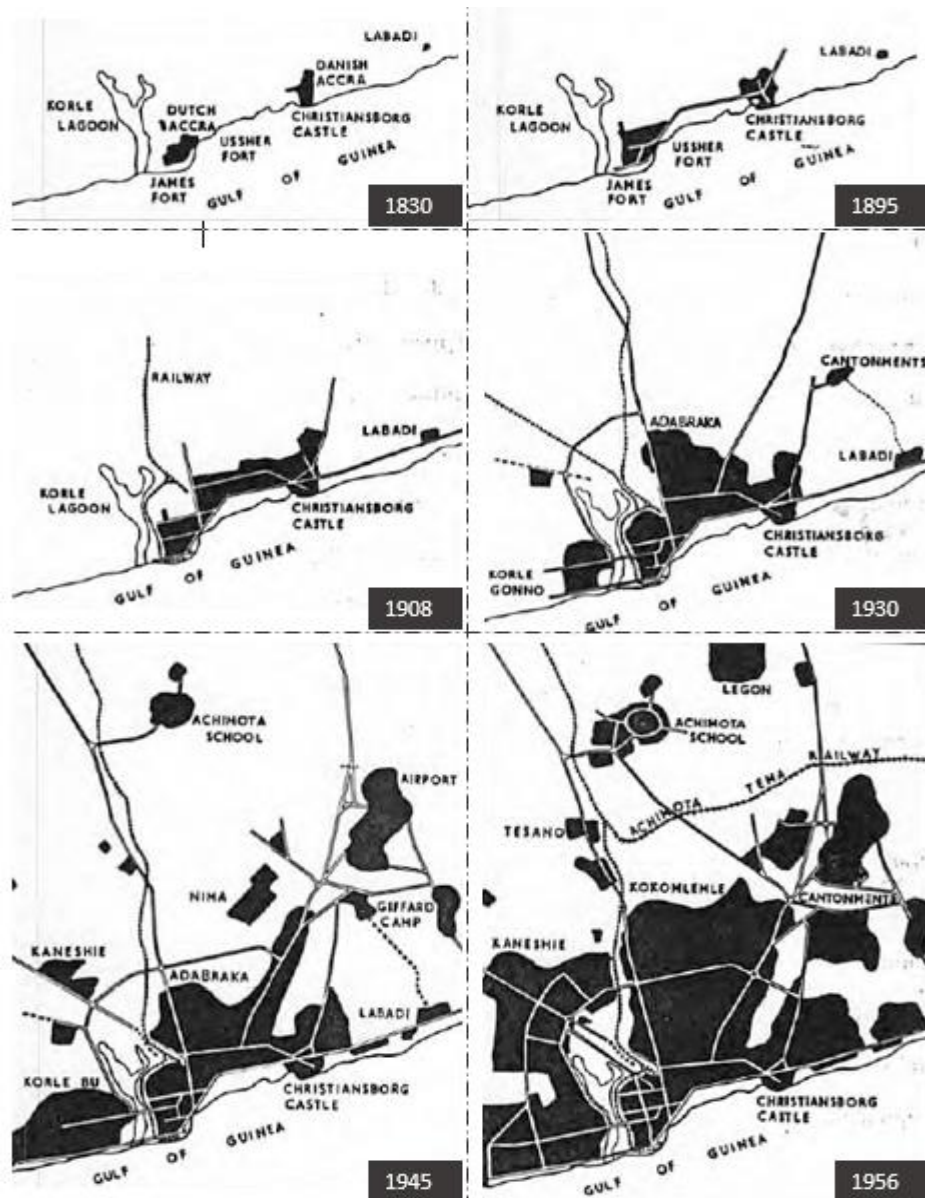 LABADI
DANISH
ACCRA
KORLE
LAGOON
DUTCH
ACCRA
CHRISTIANSBORG
CASTLE
USSHER
FORT
JAMES
FORT
GULF OF GUINEA
1830
LABADI
KORLE
LAGOON
CHRISTIANSBORG
CASTLE
USSHER
FORT
JAMES
FORT
GULF OF GUINEA
1895
RAILWAY
LABADI
KORLE
LAGOON
CHRISTIANSBORG
CASTLE
GULF OF GUINEA
1908
CANTONMENTS
ADABRAKA
LABADI
CHRISTIANSBORG
CASTLE
KORLE
GONNO
GULF OF GUINEA
1930
ACHIMOTA
SCHOOL
AIRPORT
NIMA
GIFFARD
CAMP
KANESHIE
ADABRAKA
LABADI
KORLE BU
CHRISTIANSBORG
CASTLE
GULF OF GUINEA
1945
LEGON
ACHIMOTA
SCHOOL
ACHIMOTA TEMA RAILWAY
TESANO
KOKOMLEHLE
CANTONMENTS
KANESHIE
CHRISTIANSBORG
CASTLE
GULF OF GUINEA
1956